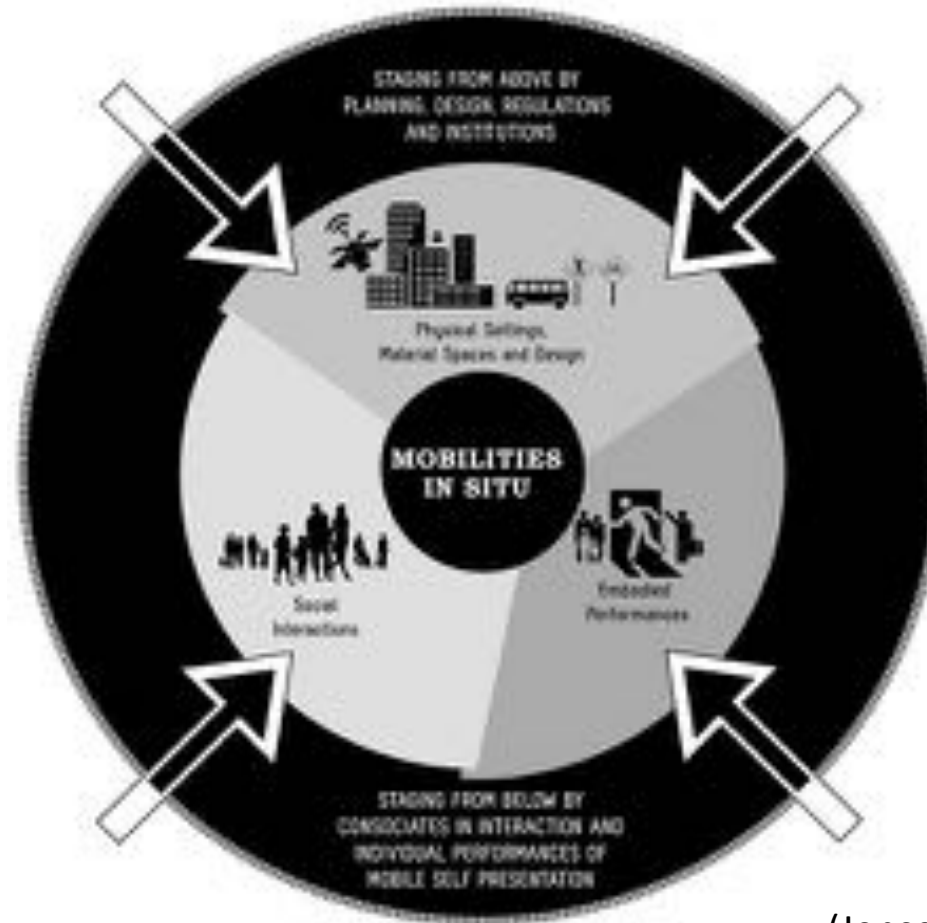 STAGING FROM ABOVE BY
PLANNING, DESIGN, REGULATIONS
AND INSTITUTIONS
Physical Settings,
Material Spaces and Design
MOBILITIES
IN SITU
Social
Interactions
Embodied
Performances
STAGING FROM BELOW BY
CONSOCIATES IN INTERACTION AND
INDIVIDUAL PERFORMANCES OF
MOBILE SELF PRESENTATION